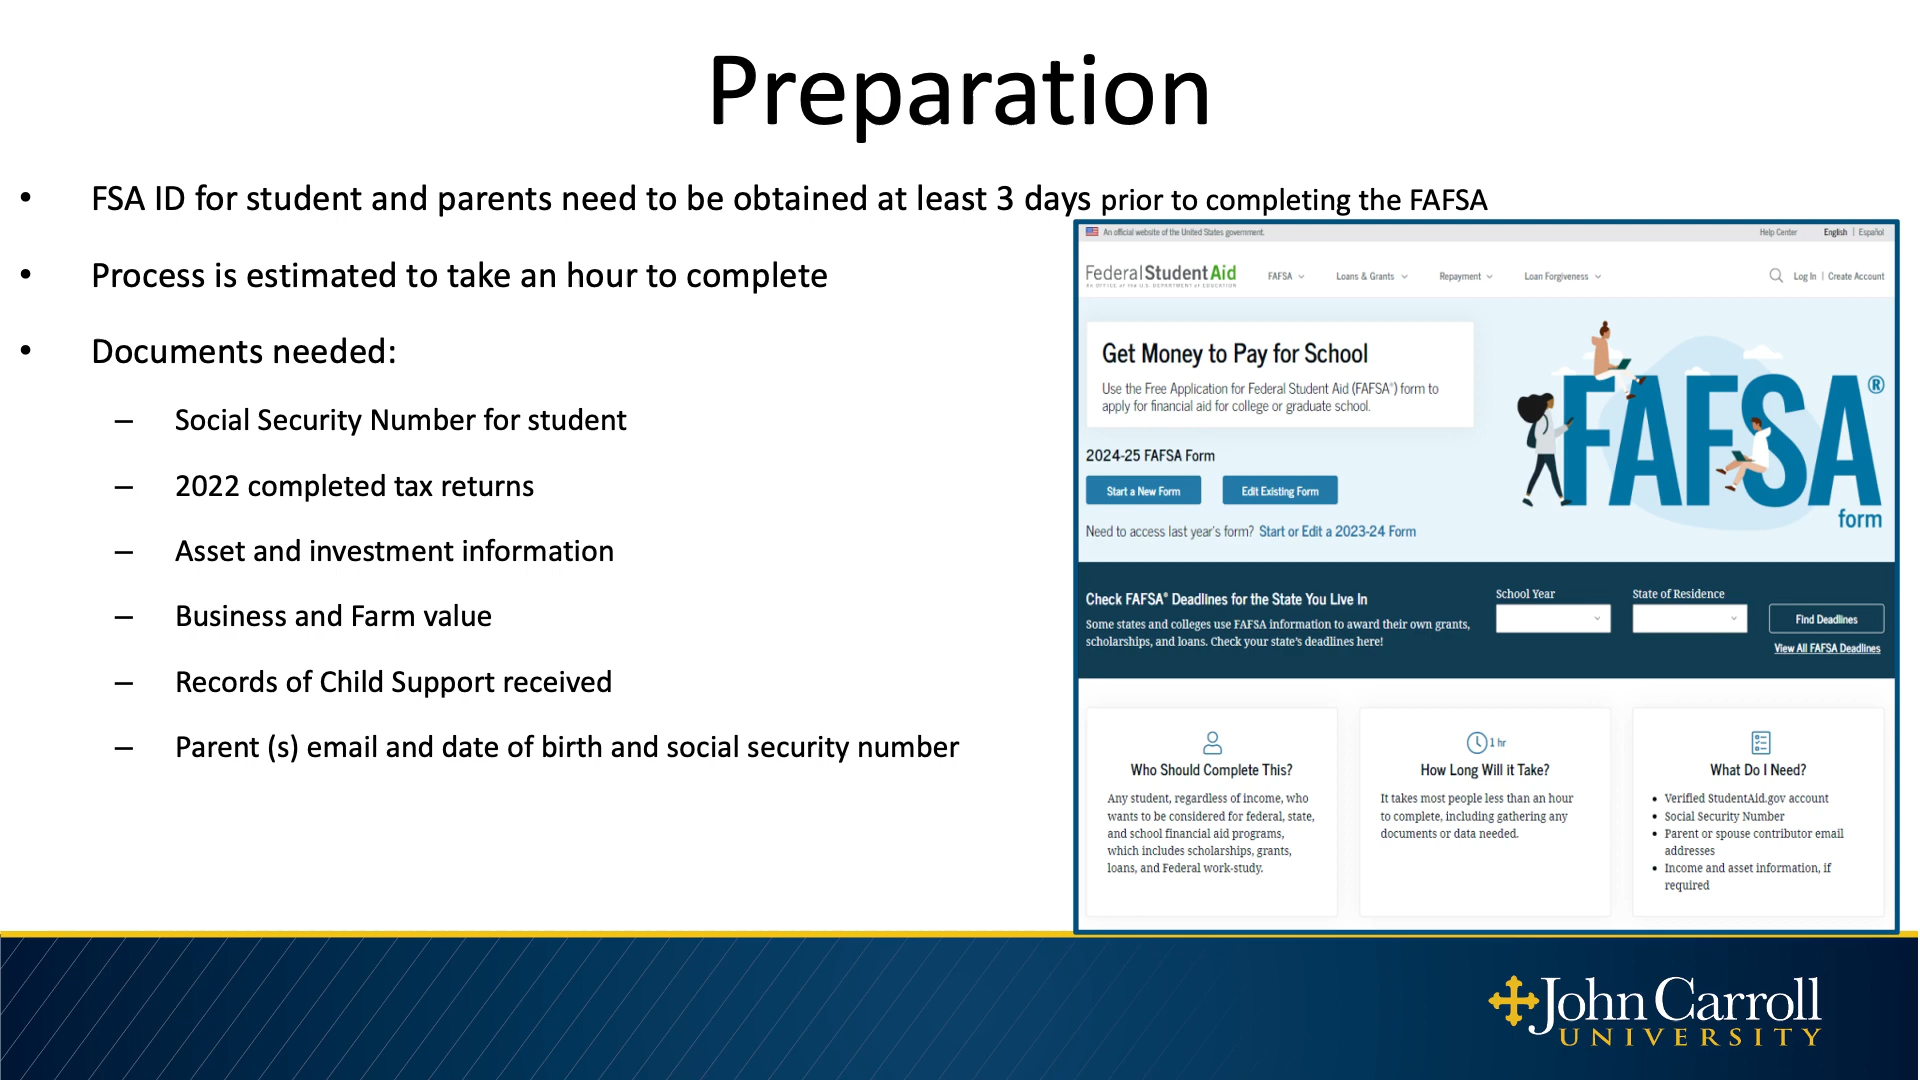 Preparation
• FSA ID for student and parents need to be obtained at least 3 days prior to completing the FAFSA
• Process is estimated to take an hour to complete
• Documents needed:
– Social Security Number for student
– 2022 completed tax returns
– Asset and investment information
– Business and Farm value
– Records of Child Support received
– Parent (s) email and date of birth and social security number
An official website of the United States government.
Help Center English | Español
Federal Student Aid
An OFFICE of the U.S. DEPARTMENT of EDUCATION
FAFSA Loans & Grants Repayment Loan Forgiveness Log In | Create Account
Get Money to Pay for School
Use the Free Application for Federal Student Aid (FAFSA®) form to
apply for financial aid for college or graduate school.
2024-25 FAFSA Form
Start a New Form Edit Existing Form
Need to access last year's form? Start or Edit a 2023-24 Form
FAFSA®
form
Check FAFSA® Deadlines for the State You Live In
Some states and colleges use FAFSA information to award their own grants,
scholarships, and loans. Check your state's deadlines here!
School Year State of Residence
Find Deadlines
View All FAFSA Deadlines
Who Should Complete This?
Any student, regardless of income, who
wants to be considered for federal, state,
and school financial aid programs,
which includes scholarships, grants,
loans, and Federal work-study.
1 hr
How Long Will it Take?
It takes most people less than an hour
to complete, including gathering any
documents or data needed.
What Do I Need?
• Verified StudentAid.gov account
• Social Security Number
• Parent or spouse contributor email
addresses
• Income and asset information, if
required
John Carroll
UNIVERSITY